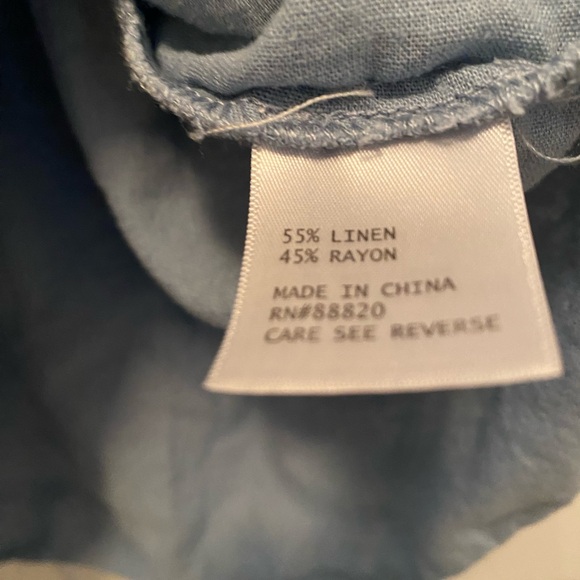 55% LINEN
45% RAYON
MADE IN CHINA
RN#88820
CARE SEE REVERSE